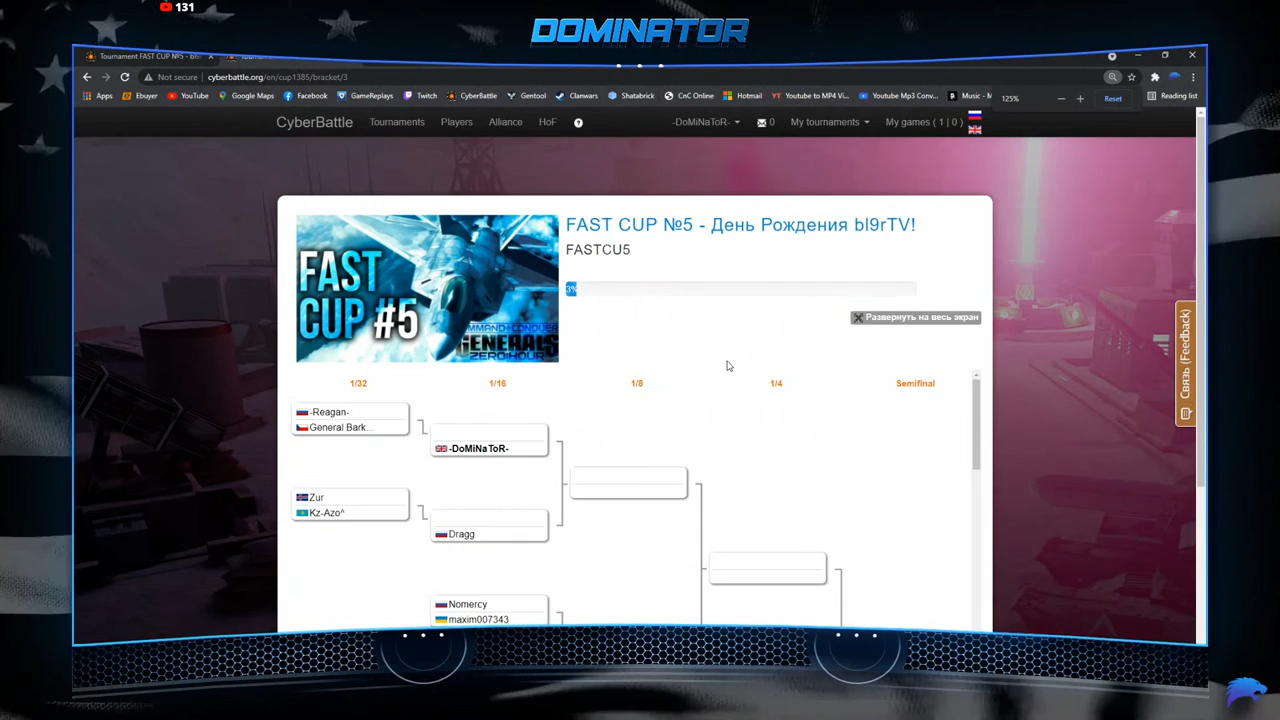 131
DOMINATOR
Tournament FAST CUP №5 - bl9
Not secure cyberbattle.org/en/cup1385/bracket/3
Apps Ebuyer YouTube Google Maps Facebook GameReplays Twitch CyberBattle Gentool Clanwars Shatabrick CnC Online Hotmail Youtube to MP4 Vi... Youtube Mp3 Conv... Music - M 125% Reset Reading list
CyberBattle Tournaments Players Alliance HoF ? -DoMiNaToR- 0 My tournaments My games ( 1 | 0 )
FAST CUP №5 - День Рождения bl9rTV!
FASTCU5
3%
FAST
CUP #5
COMMAND & CONQUER
GENERALS
ZERO:HOUR
Развернуть на весь экран
Связь (Feedback)
1/32 1/16 1/8 1/4 Semifinal
-Reagan-
General Bark...
-DoMiNaToR-
Zur
Kz-Azo^
Dragg
Nomercy
maxim007343